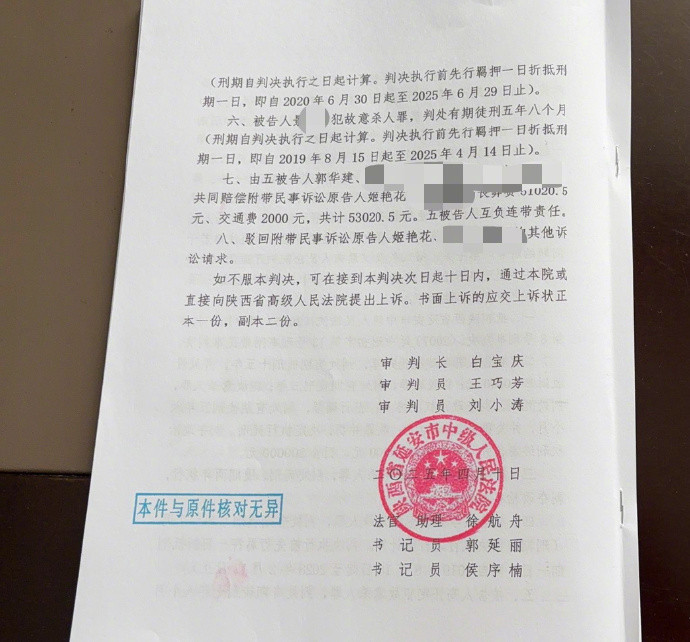 （刑期自判决执行之日起计算。判决执行前先行羁押一日折抵刑
期一日，即自2020年6月30日起至2025年6月29日止）。
六、被告人 犯故意杀人罪，判处有期徒刑五年八个月
（刑期自判决执行之日起计算。判决执行前先行羁押一日折抵刑
期一日，即自2019年8月15日起至2025年4月14日止）。
七、由五被告人郭华建、
共同赔偿附带民事诉讼原告人姬艳花 丧葬费51020.5
元、交通费2000元，共计53020.5元。五被告人互负连带责任。
八、驳回附带民事诉讼原告人姬艳花、 其他诉
讼请求。
如不服本判决，可在接到本判决次日起十日内，通过本院或
直接向陕西省高级人民法院提出上诉。书面上诉的应交上诉状正
本一份，副本二份。
审判长 白宝庆
审判员 王巧芳
审判员 刘小涛
陕西省延安市中级人民法院
二〇 五年四月 日
本件与原件核对无异
法官助理 徐航舟
书记员 郭延丽
书记员 侯序楠